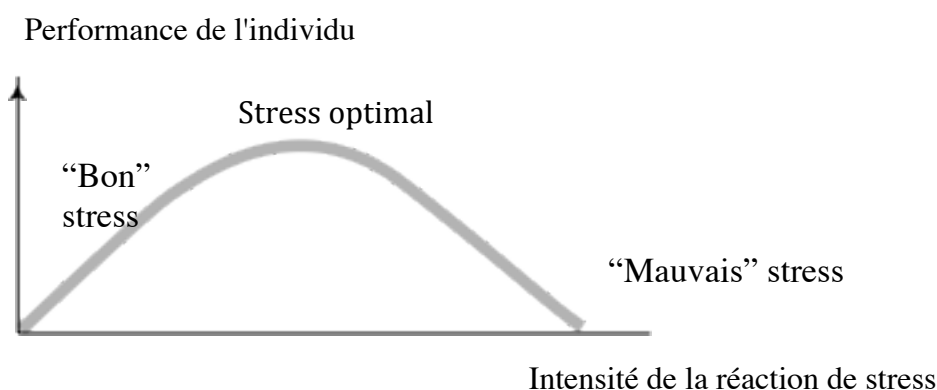 Performance de l'individu
Stress optimal
“Bon”
stress
“Mauvais” stress
Intensité de la réaction de stress